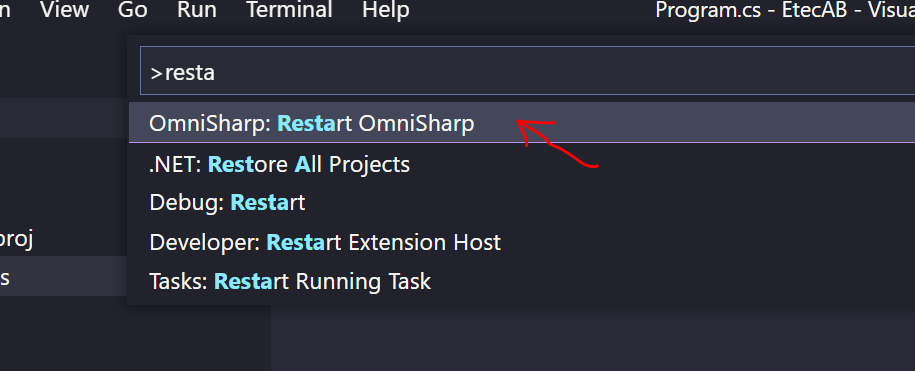 n View Go Run Terminal Help Program.cs - EtecAB - Visua
>resta
OmniSharp: Restart OmniSharp
.NET: Restore All Projects
Debug: Restart
Developer: Restart Extension Host
proj
s
Tasks: Restart Running Task